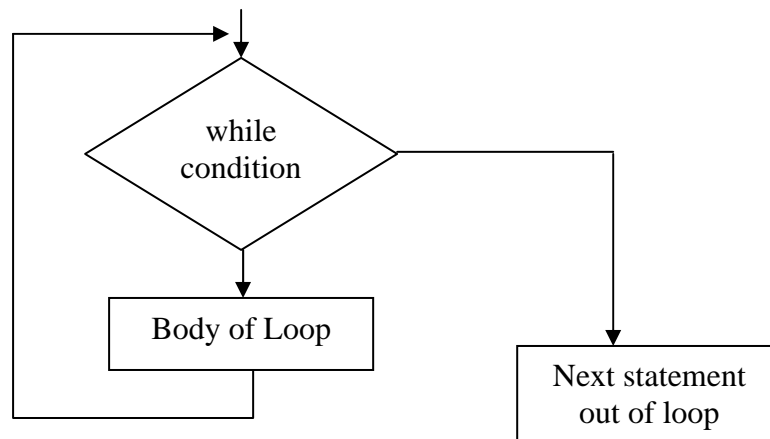 while
condition
Body of Loop
Next statement
out of loop